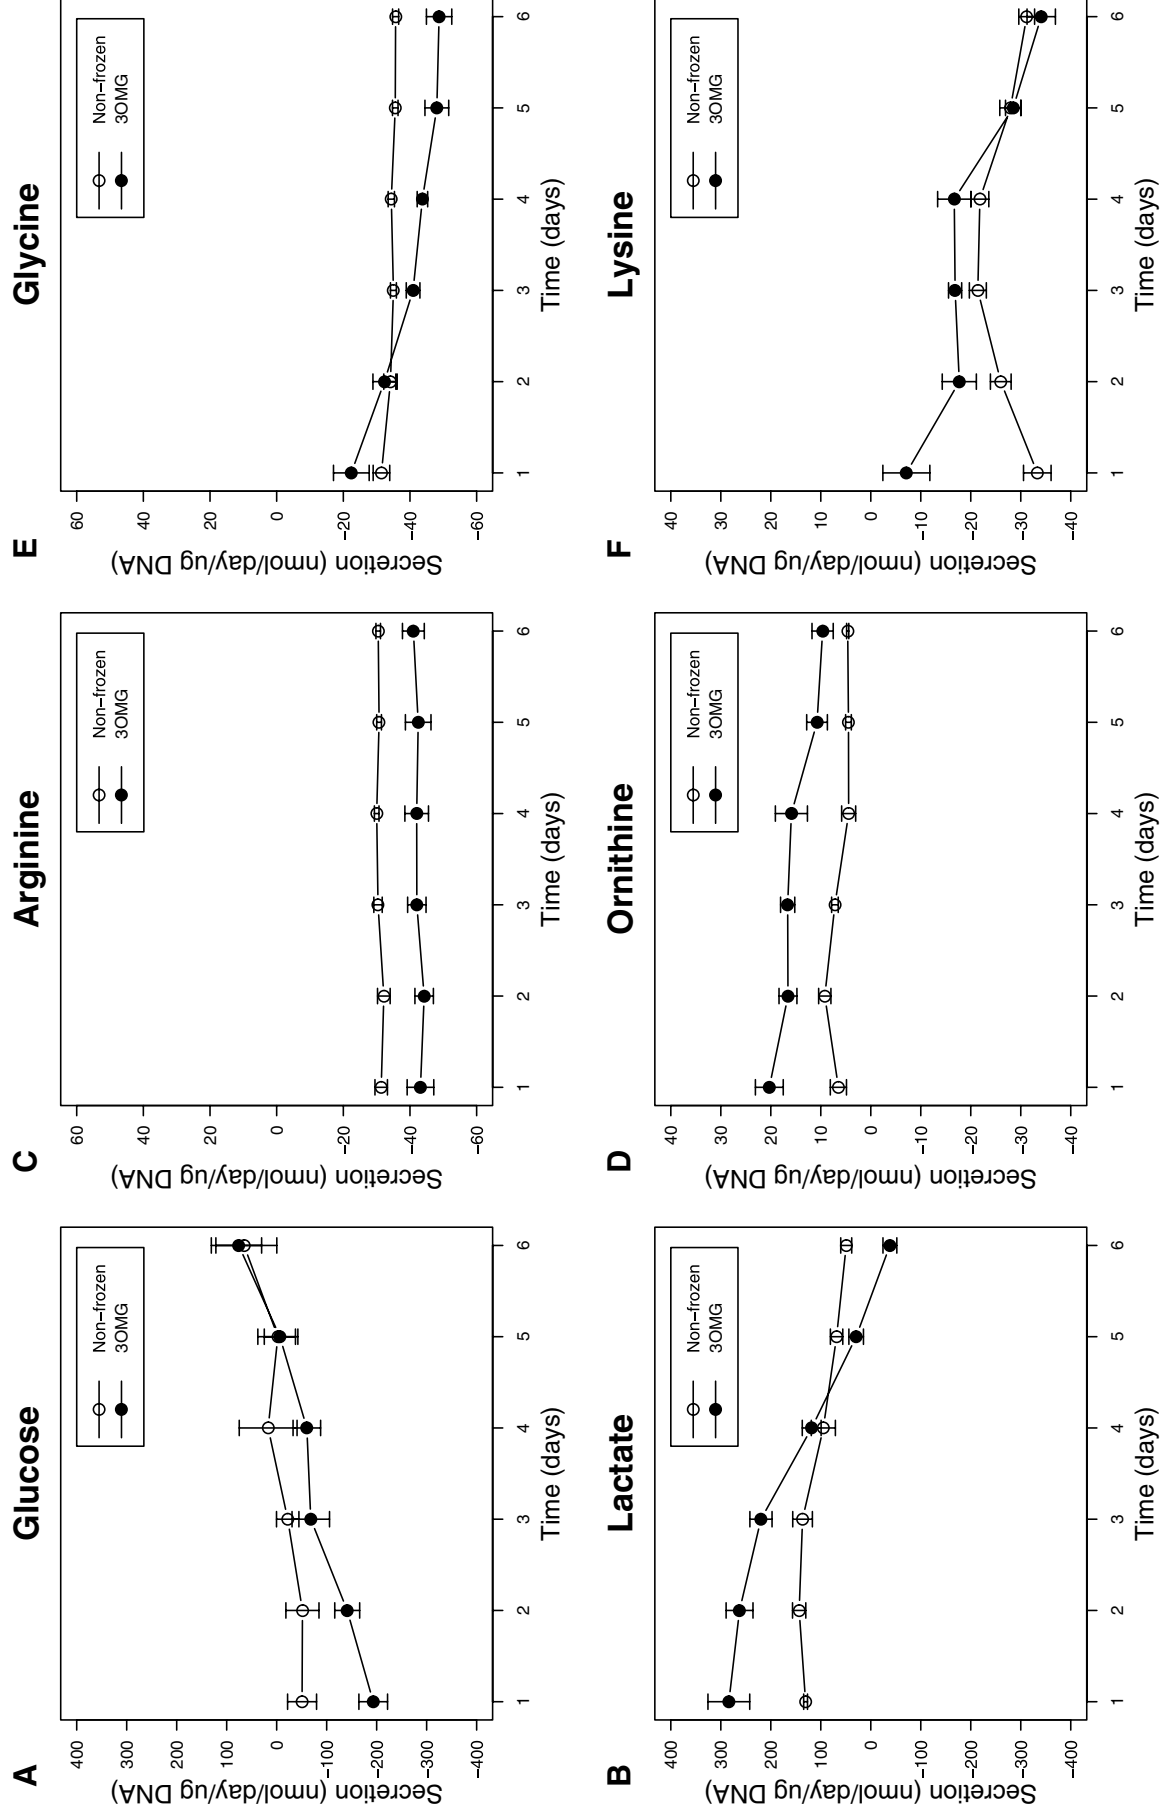 A
Glucose
Non−frozen
3OMG
Secretion (nmol/day/ug DNA)
400
300
200
100
0
−100
−200
−300
−400
1 2 3 4 5 6
Time (days)
C
Arginine
Non−frozen
3OMG
Secretion (nmol/day/ug DNA)
60
40
20
0
−20
−40
−60
1 2 3 4 5 6
Time (days)
E
Glycine
Non−frozen
3OMG
Secretion (nmol/day/ug DNA)
60
40
20
0
−20
−40
−60
1 2 3 4 5 6
Time (days)
B
Lactate
Non−frozen
3OMG
Secretion (nmol/day/ug DNA)
400
300
200
100
0
−100
−200
−300
−400
1 2 3 4 5 6
Time (days)
D
Ornithine
Non−frozen
3OMG
Secretion (nmol/day/ug DNA)
40
30
20
10
0
−10
−20
−30
−40
1 2 3 4 5 6
Time (days)
F
Lysine
Non−frozen
3OMG
Secretion (nmol/day/ug DNA)
40
30
20
10
0
−10
−20
−30
−40
1 2 3 4 5 6
Time (days)